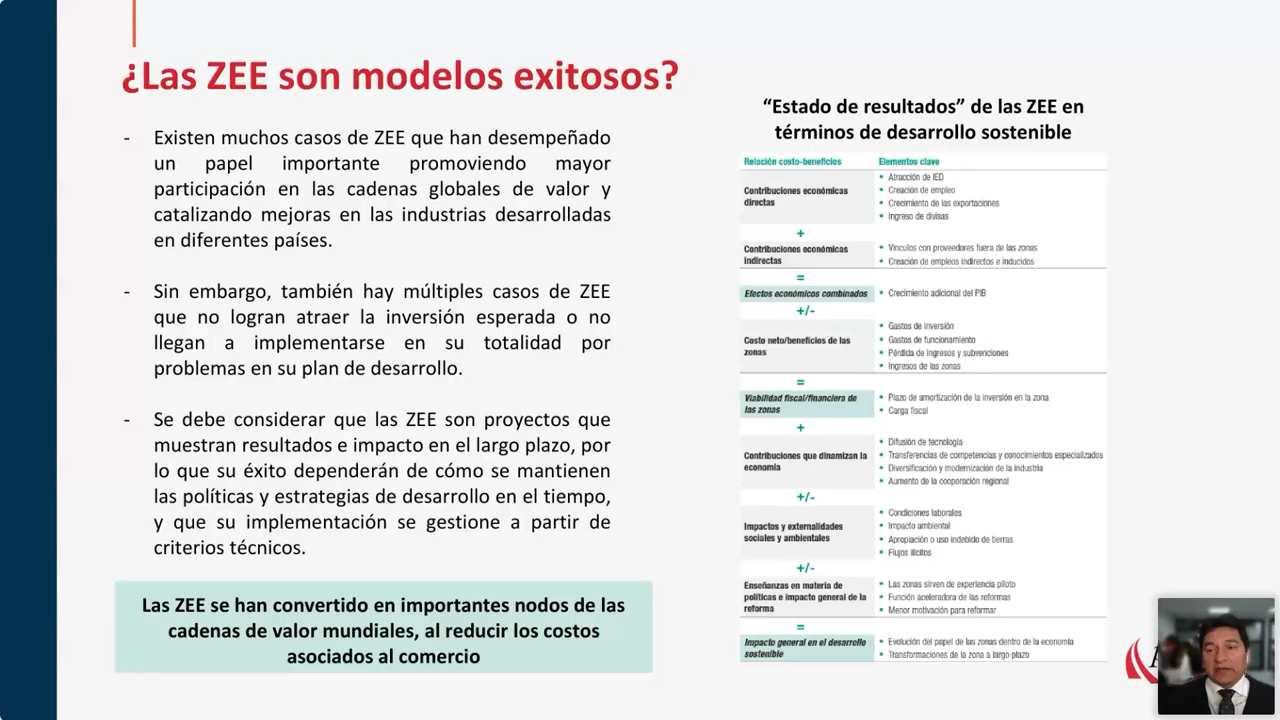 ¿Las ZEE son modelos exitosos?
- Existen muchos casos de ZEE que han desempeñado
un papel importante promoviendo mayor
participación en las cadenas globales de valor y
catalizando mejoras en las industrias desarrolladas
en diferentes países.
- Sin embargo, también hay múltiples casos de ZEE
que no logran atraer la inversión esperada o no
llegan a implementarse en su totalidad por
problemas en su plan de desarrollo.
- Se debe considerar que las ZEE son proyectos que
muestran resultados e impacto en el largo plazo, por
lo que su éxito dependerán de cómo se mantienen
las políticas y estrategias de desarrollo en el tiempo,
y que su implementación se gestione a partir de
criterios técnicos.
Las ZEE se han convertido en importantes nodos de las
cadenas de valor mundiales, al reducir los costos
asociados al comercio
“Estado de resultados” de las ZEE en
términos de desarrollo sostenible
Relación costo-beneficios Elementos clave
Contribuciones económicas
directas
• Atracción de IED
• Creación de empleo
• Crecimiento de las exportaciones
• Ingreso de divisas
+
Contribuciones económicas
indirectas
• Vínculos con proveedores fuera de las zonas
• Creación de empleos indirectos e inducidos
=
Efectos económicos combinados • Crecimiento adicional del PIB
+/-
Costo neto/beneficios de las
zonas
• Gastos de inversión
• Gastos de funcionamiento
• Pérdida de ingresos y subvenciones
• Ingresos de las zonas
=
Viabilidad fiscal/financiera de
las zonas
• Plazo de amortización de la inversión en la zona
• Carga fiscal
+
Contribuciones que dinamizan la
economía
• Difusión de tecnología
• Transferencias de competencias y conocimientos especializados
• Diversificación y modernización de la industria
• Aumento de la cooperación regional
+/-
Impactos y externalidades
sociales y ambientales
• Condiciones laborales
• Impacto ambiental
• Apropiación o uso indebido de tierras
• Flujos ilícitos
+/-
Enseñanzas en materia de
políticas e impacto general de la
reforma
• Las zonas sirven de experiencia piloto
• Función aceleradora de las reformas
• Menor motivación para reformar
=
Impacto general en el desarrollo
sostenible
• Evolución del papel de las zonas dentro de la economía
• Transformaciones de la zona a largo plazo